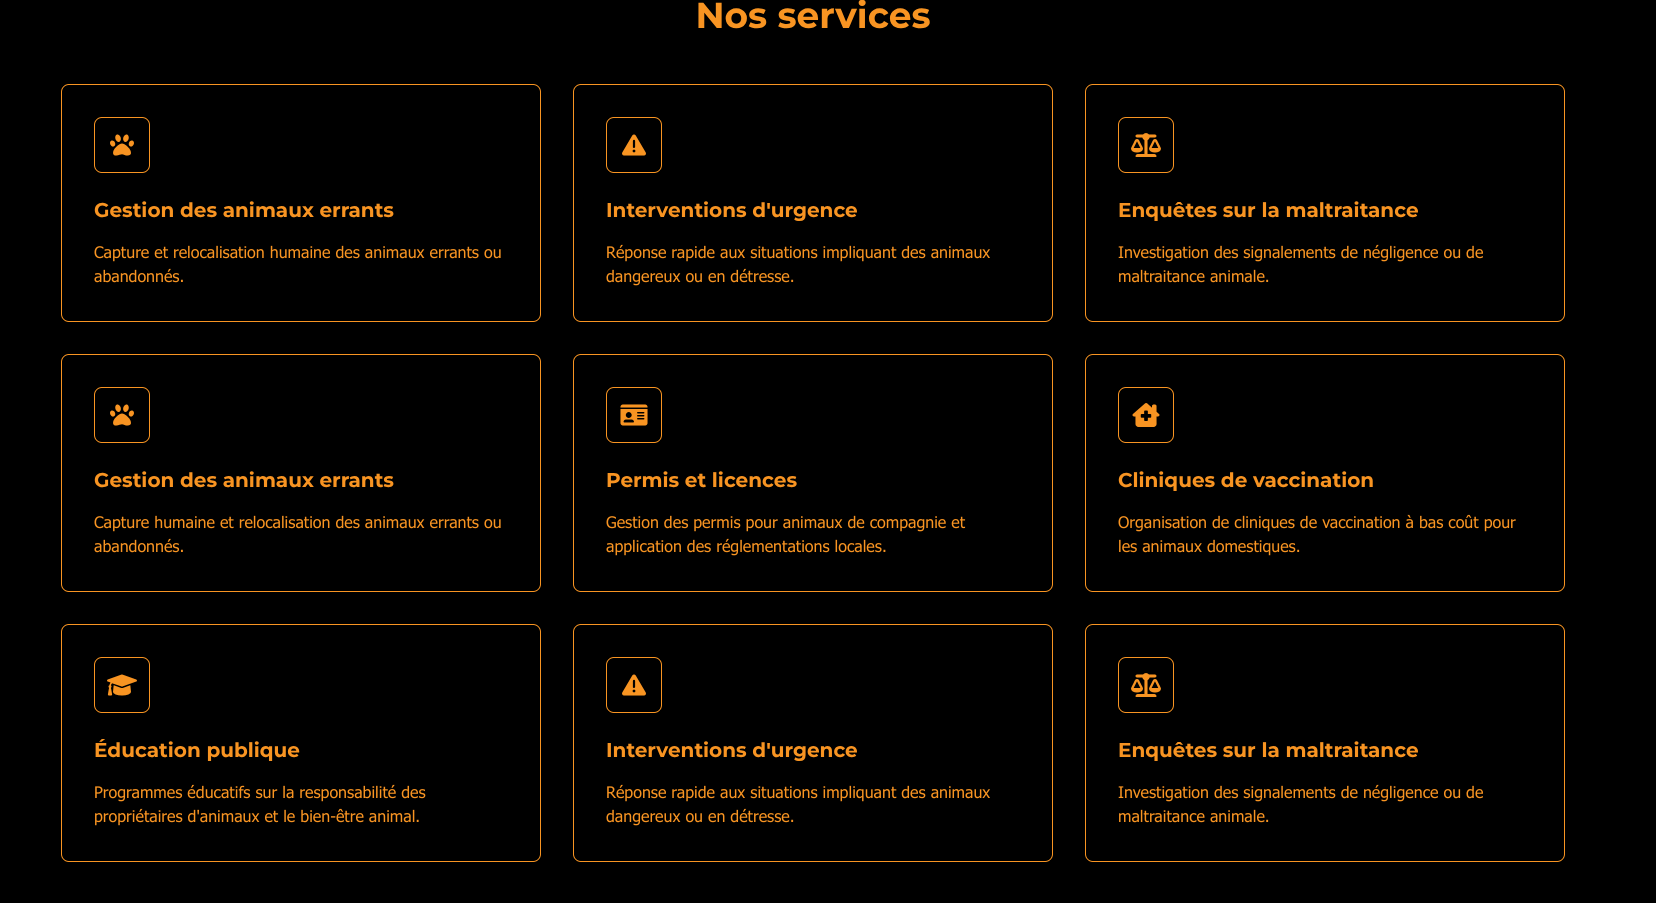 Nos services
Gestion des animaux errants
Capture et relocalisation humaine des animaux errants ou
abandonnés.
Interventions d'urgence
Réponse rapide aux situations impliquant des animaux
dangereux ou en détresse.
Enquêtes sur la maltraitance
Investigation des signalements de négligence ou de
maltraitance animale.
Gestion des animaux errants
Capture humaine et relocalisation des animaux errants ou
abandonnés.
Permis et licences
Gestion des permis pour animaux de compagnie et
application des réglementations locales.
Cliniques de vaccination
Organisation de cliniques de vaccination à bas coût pour
les animaux domestiques.
Éducation publique
Programmes éducatifs sur la responsabilité des
propriétaires d'animaux et le bien-être animal.
Interventions d'urgence
Réponse rapide aux situations impliquant des animaux
dangereux ou en détresse.
Enquêtes sur la maltraitance
Investigation des signalements de négligence ou de
maltraitance animale.